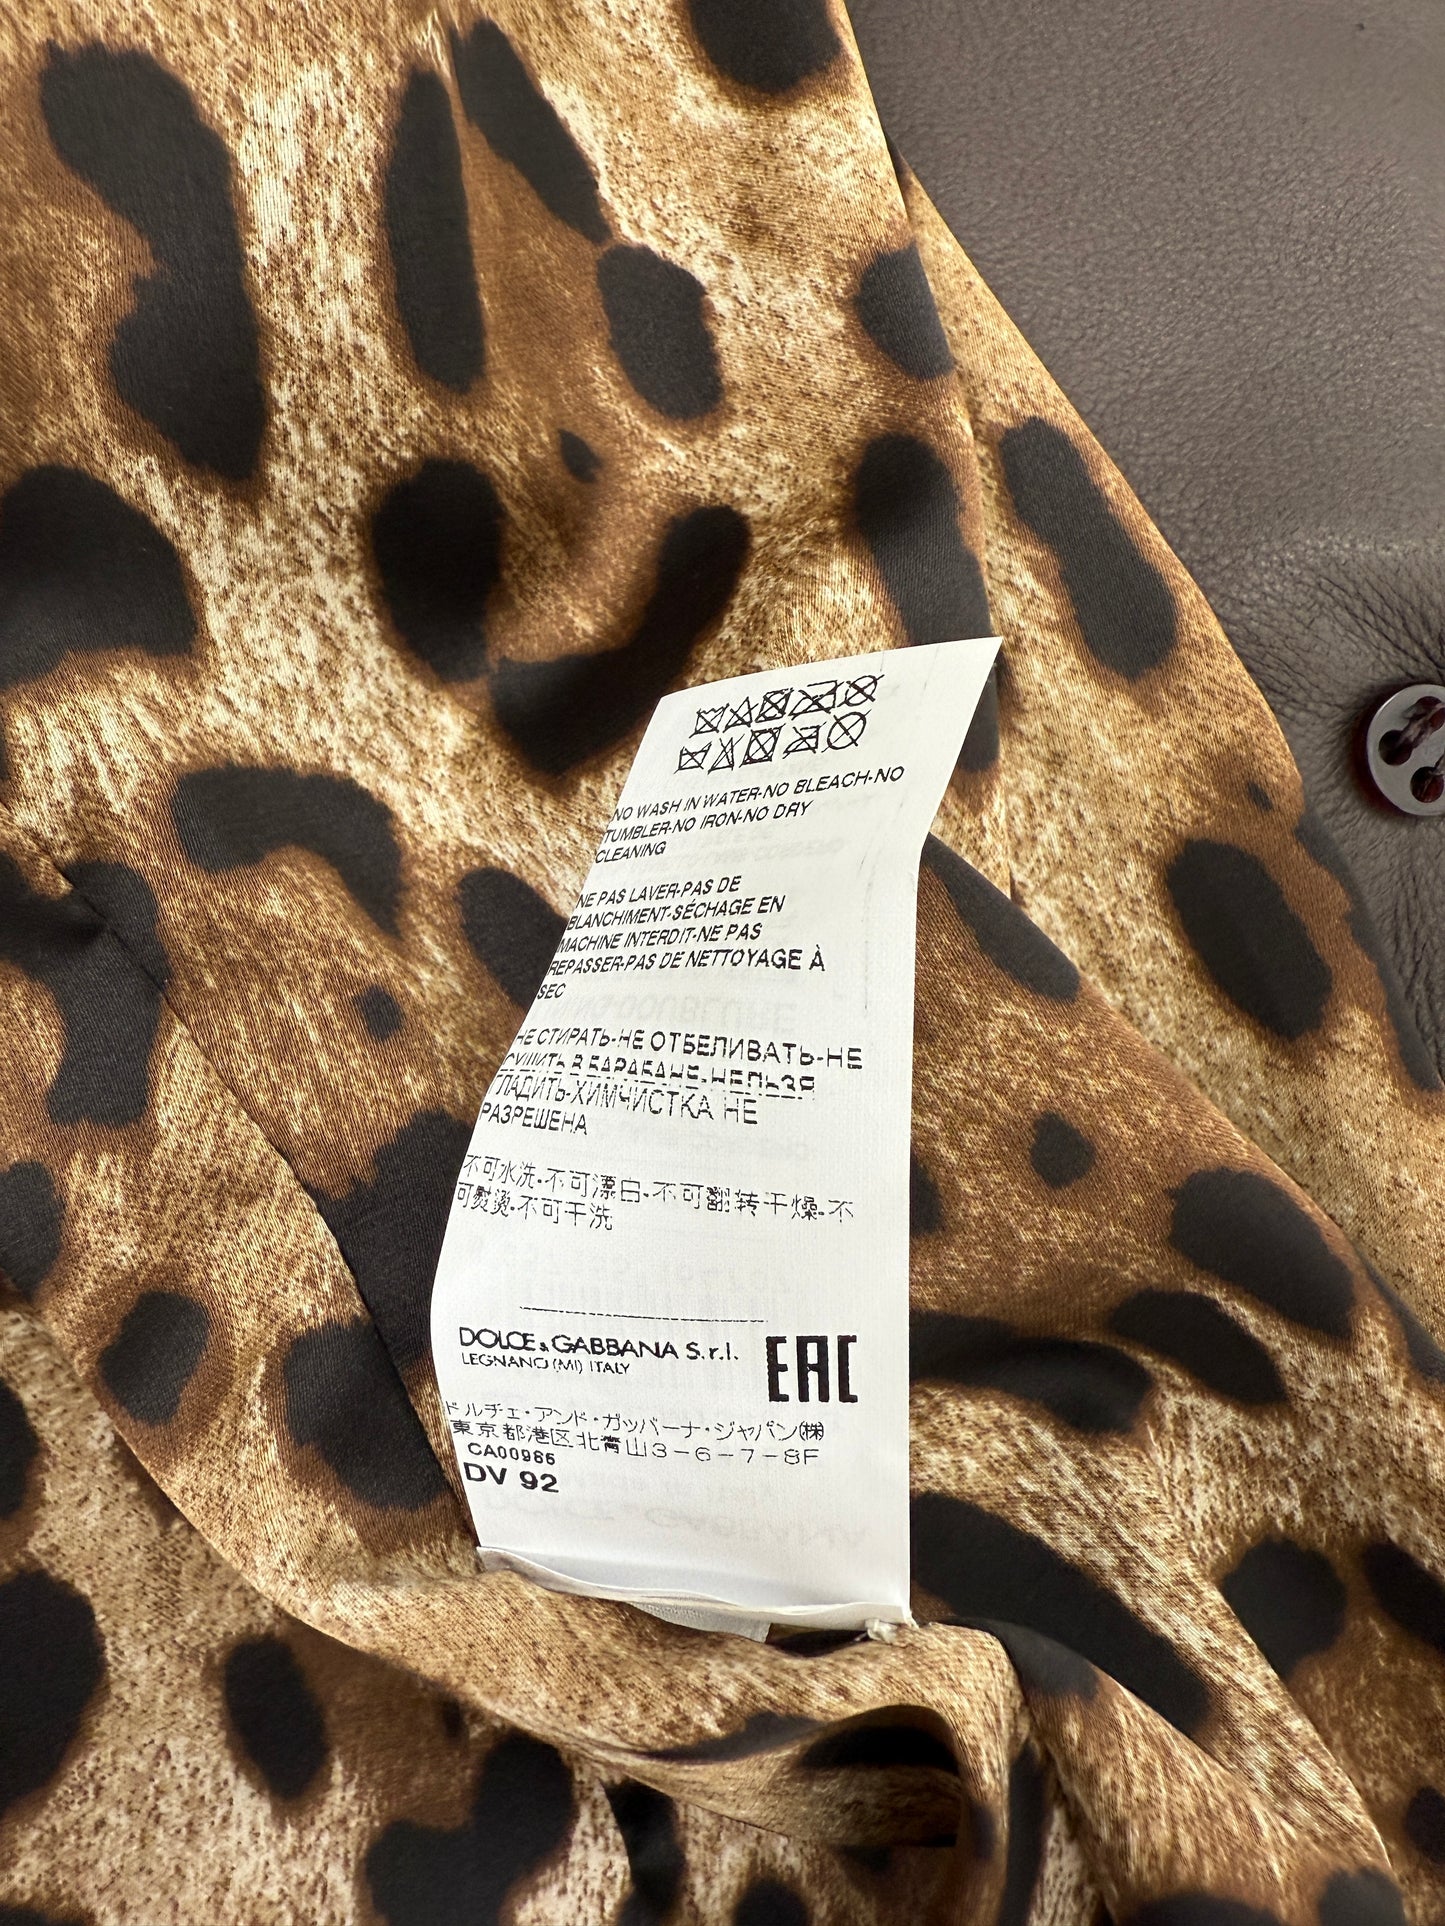 NO WASH IN WATER-NO BLEACH-NO
TUMBLER-NO IRON-NO DRY
CLEANING
NE PAS LAVER-PAS DE
BLANCHIMENT-SÉCHAGE EN
MACHINE INTERDIT-NE PAS
REPASSER-PAS DE NETTOYAGE À
SEC
НЕ СТИРАТЬ-НЕ ОТБЕЛИВАТЬ-НЕ
СУШИТЬ В БАРАБАНЕ-НЕЛЬЗЯ
ГЛАДИТЬ-ХИМЧИСТКА НЕ
РАЗРЕШЕНА
不可水洗-不可漂白-不可翻转干燥-不
可熨烫-不可干洗
DOLCE & GABBANA S.r.l.
LEGNANO (MI) ITALY
EAC
ドルチェ・アンド・ガッバーナ・ジャパン㈱
東京都港区北青山3-6-7-8F
CA00986
DV 92